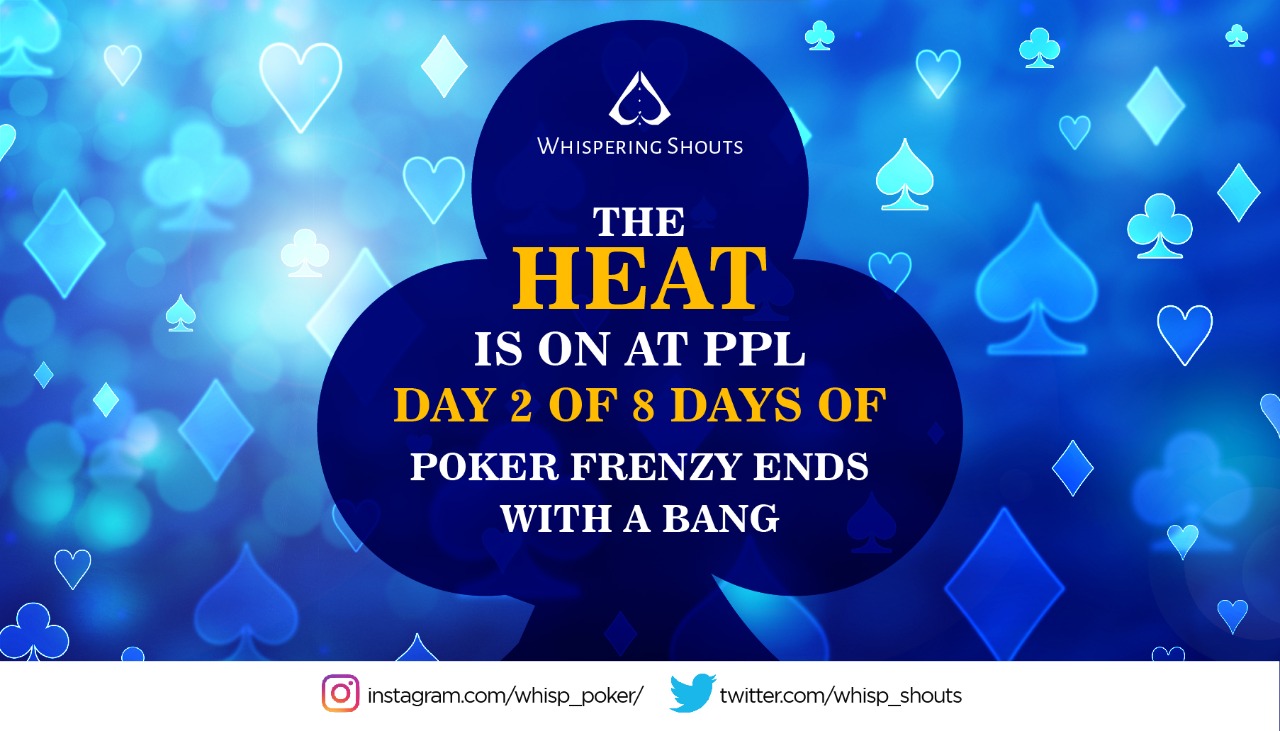 Whispering Shouts
THE
HEAT
IS ON AT PPL
DAY 2 OF 8 DAYS OF
POKER FRENZY ENDS
WITH A BANG
instagram.com/whisp_poker/ twitter.com/whisp_shouts